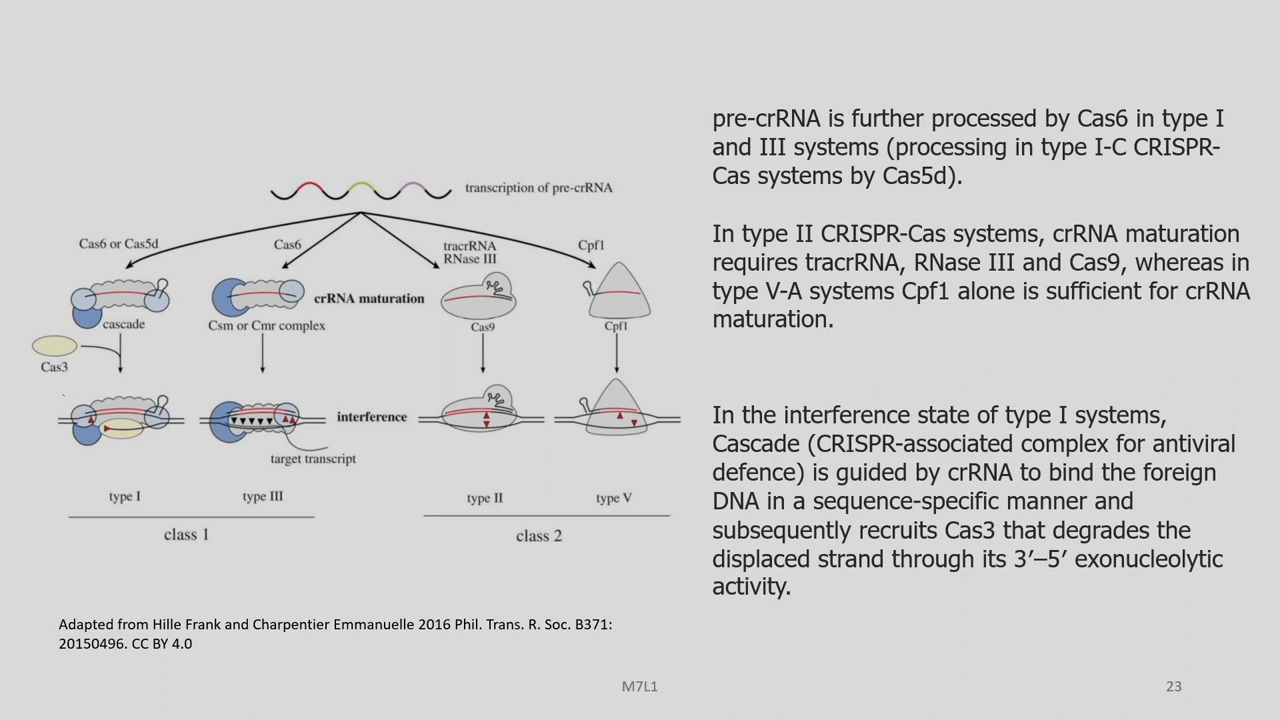 transcription of pre-crRNA
Cas6 or Cas5d
Cas6
tracrRNA
RNase III
Cpf1
crRNA maturation
cascade
Csm or Cmr complex
Cas9
Cpf1
Cas3
interference
target transcript
type I
type III
type II
type V
class 1
class 2
Adapted from Hille Frank and Charpentier Emmanuelle 2016 Phil. Trans. R. Soc. B371:
20150496. CC BY 4.0
pre-crRNA is further processed by Cas6 in type I
and III systems (processing in type I-C CRISPR-
Cas systems by Cas5d).
In type II CRISPR-Cas systems, crRNA maturation
requires tracrRNA, RNase III and Cas9, whereas in
type V-A systems Cpf1 alone is sufficient for crRNA
maturation.
In the interference state of type I systems,
Cascade (CRISPR-associated complex for antiviral
defence) is guided by crRNA to bind the foreign
DNA in a sequence-specific manner and
subsequently recruits Cas3 that degrades the
displaced strand through its 3′–5′ exonucleolytic
activity.
M7L1
23